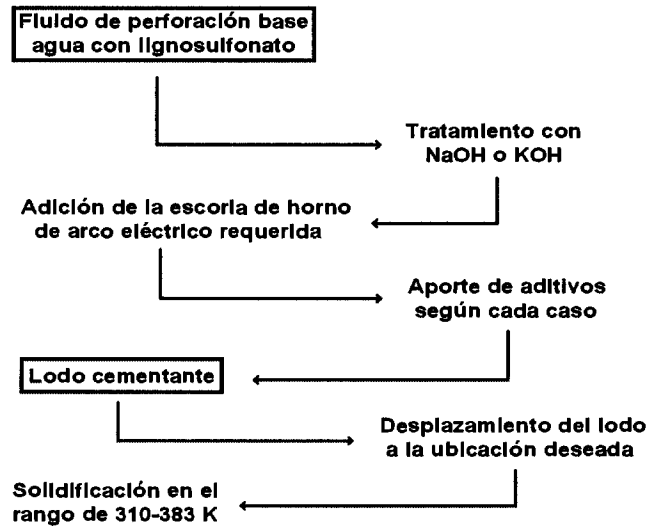 Fluido de perforación base
agua con lignosulfonato
Tratamiento con
NaOH o KOH
Adición de la escoria de horno
de arco eléctrico requerida
Aporte de aditivos
según cada caso
Lodo cementante
Desplazamiento del lodo
a la ubicación deseada
Solidificación en el
rango de 310-383 K